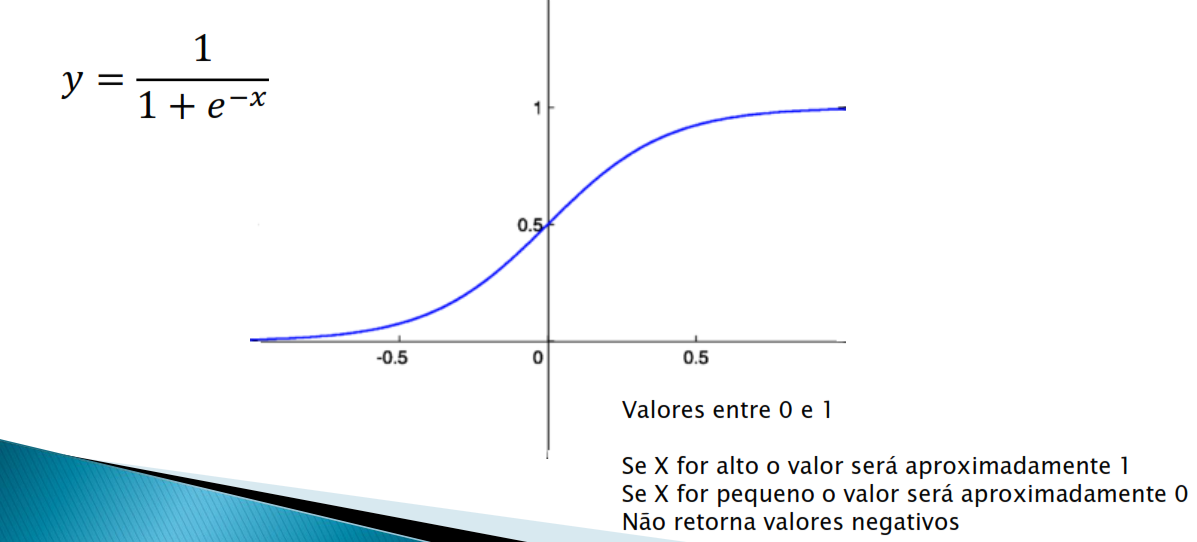 y = 1 / (1 + e^{-x})
1
0.5
-0.5
0
0.5
Valores entre 0 e 1
Se X for alto o valor será aproximadamente 1
Se X for pequeno o valor será aproximadamente 0
Não retorna valores negativos